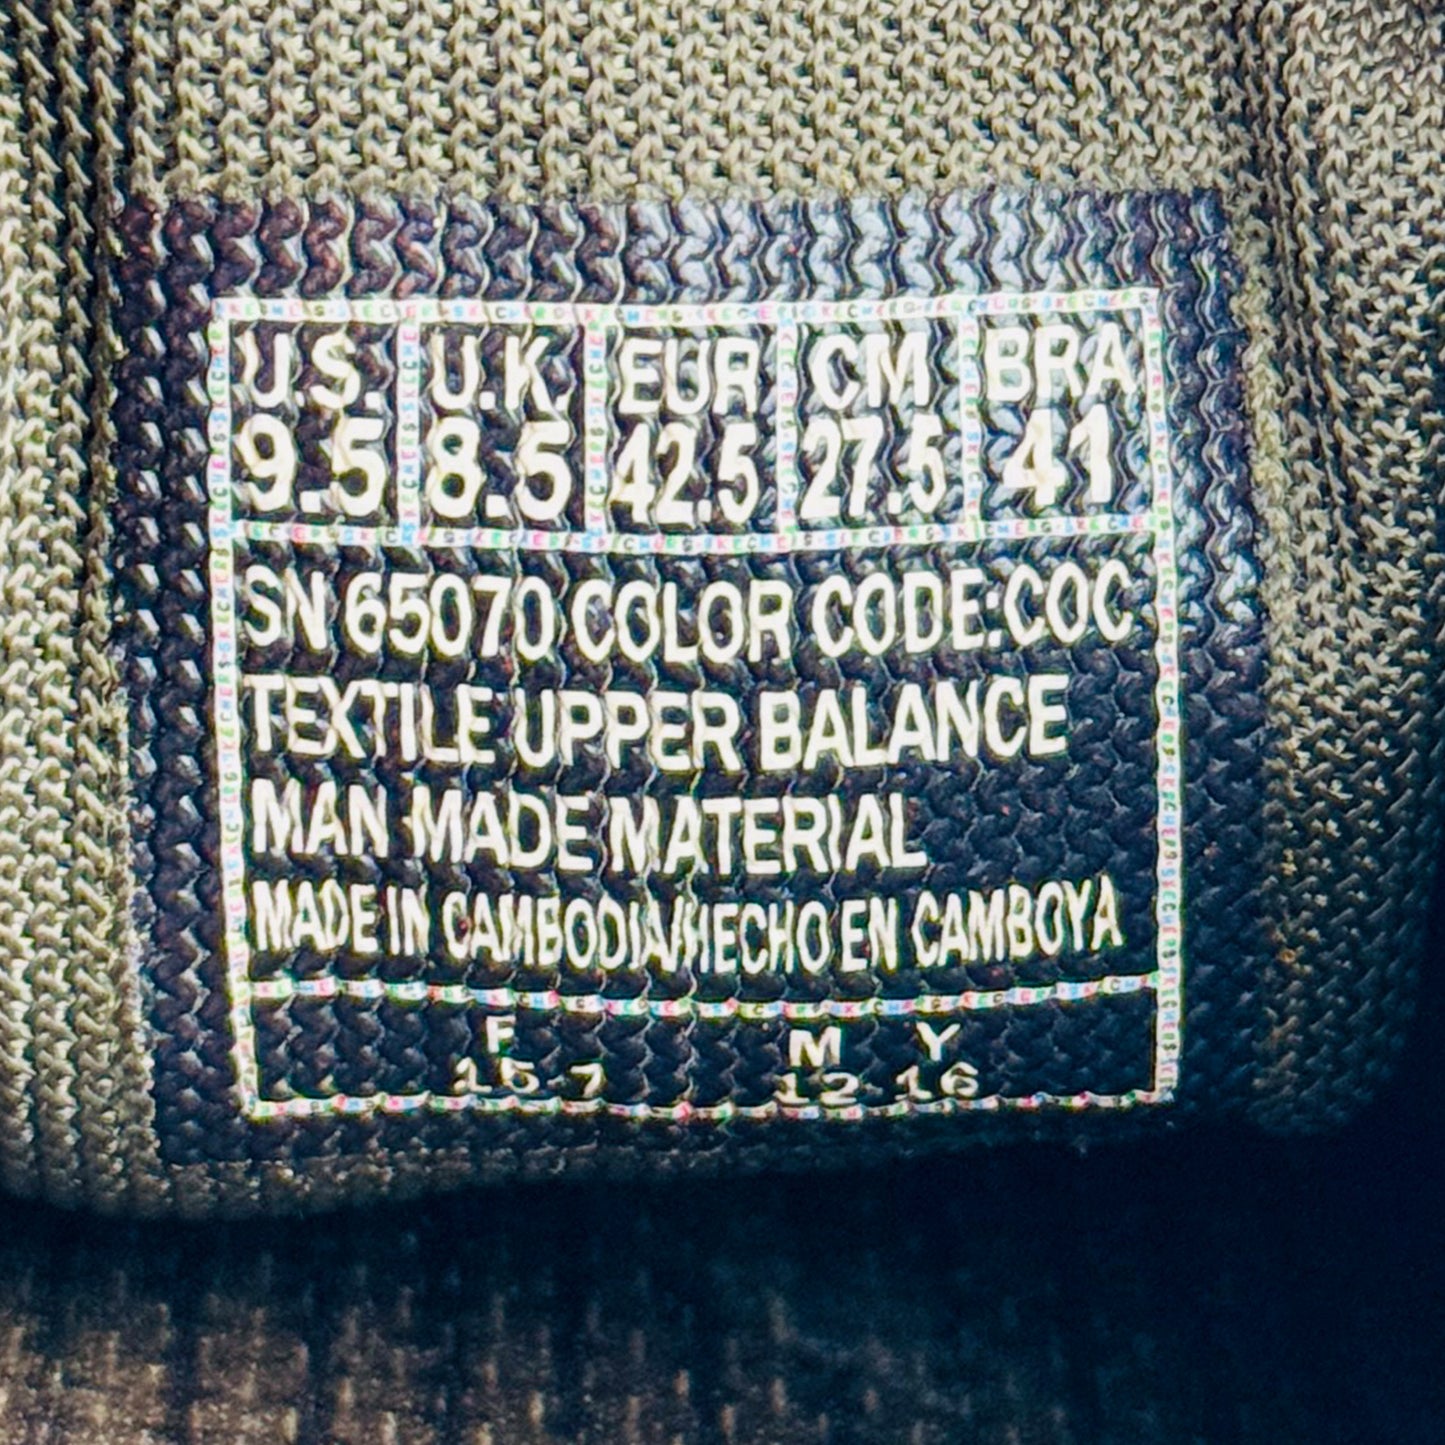 U.S. U.K. EUR CM BRA
9.5 8.5 42.5 27.5 41
SN 65070 COLOR CODE:COC
TEXTILE UPPER BALANCE
MAN MADE MATERIAL
MADE IN CAMBODIA/HECHO EN CAMBOYA
F M Y
15-7 12 16